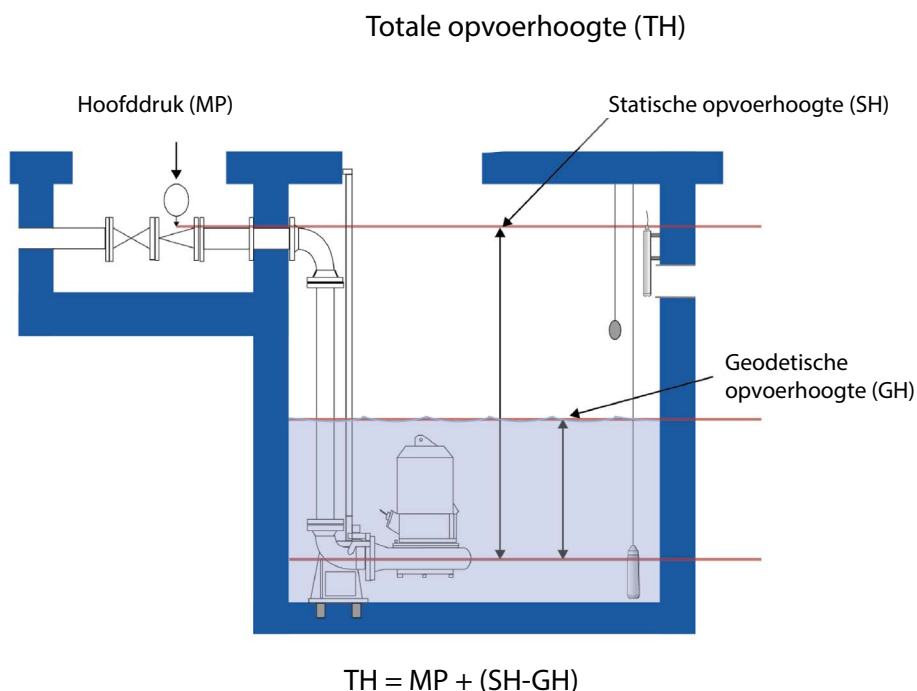 Totale opvoerhoogte (TH)
Hoofddruk (MP)
Statische opvoerhoogte (SH)
Geodetische
opvoerhoogte (GH)
TH = MP + (SH-GH)